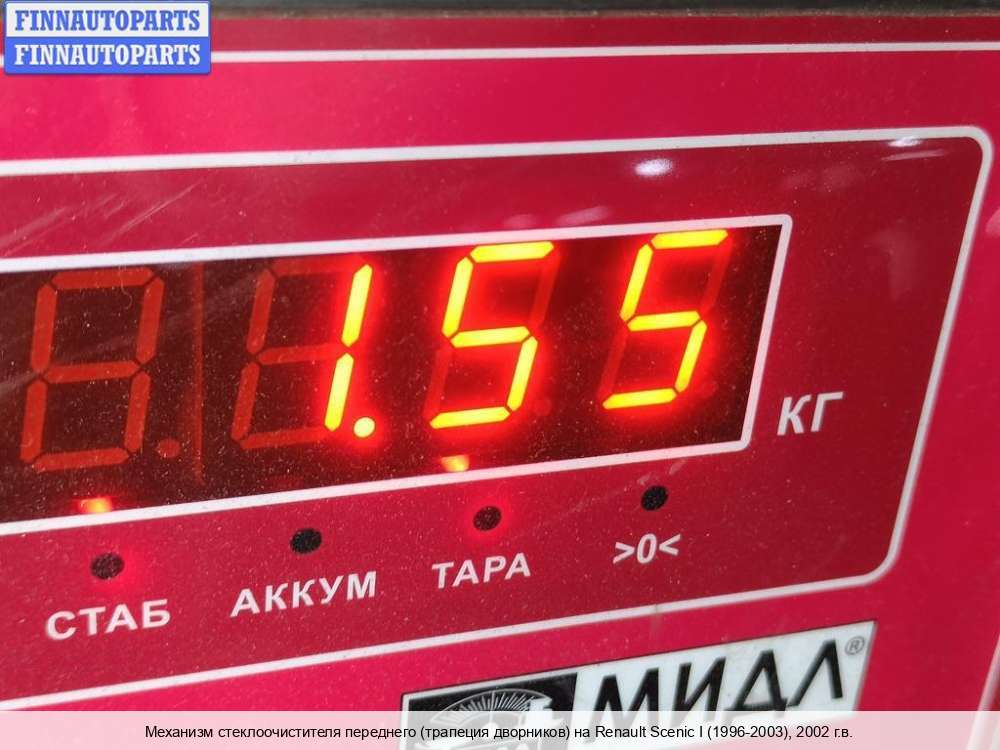 FINNAUTOPARTS
FINNAUTOPARTS
1.55
КГ
СТАБ АККУМ ТАРА >0<
МИДЛ®
Механизм стеклоочистителя переднего (трапеция дворников) на Renault Scenic I (1996-2003), 2002 г.в.